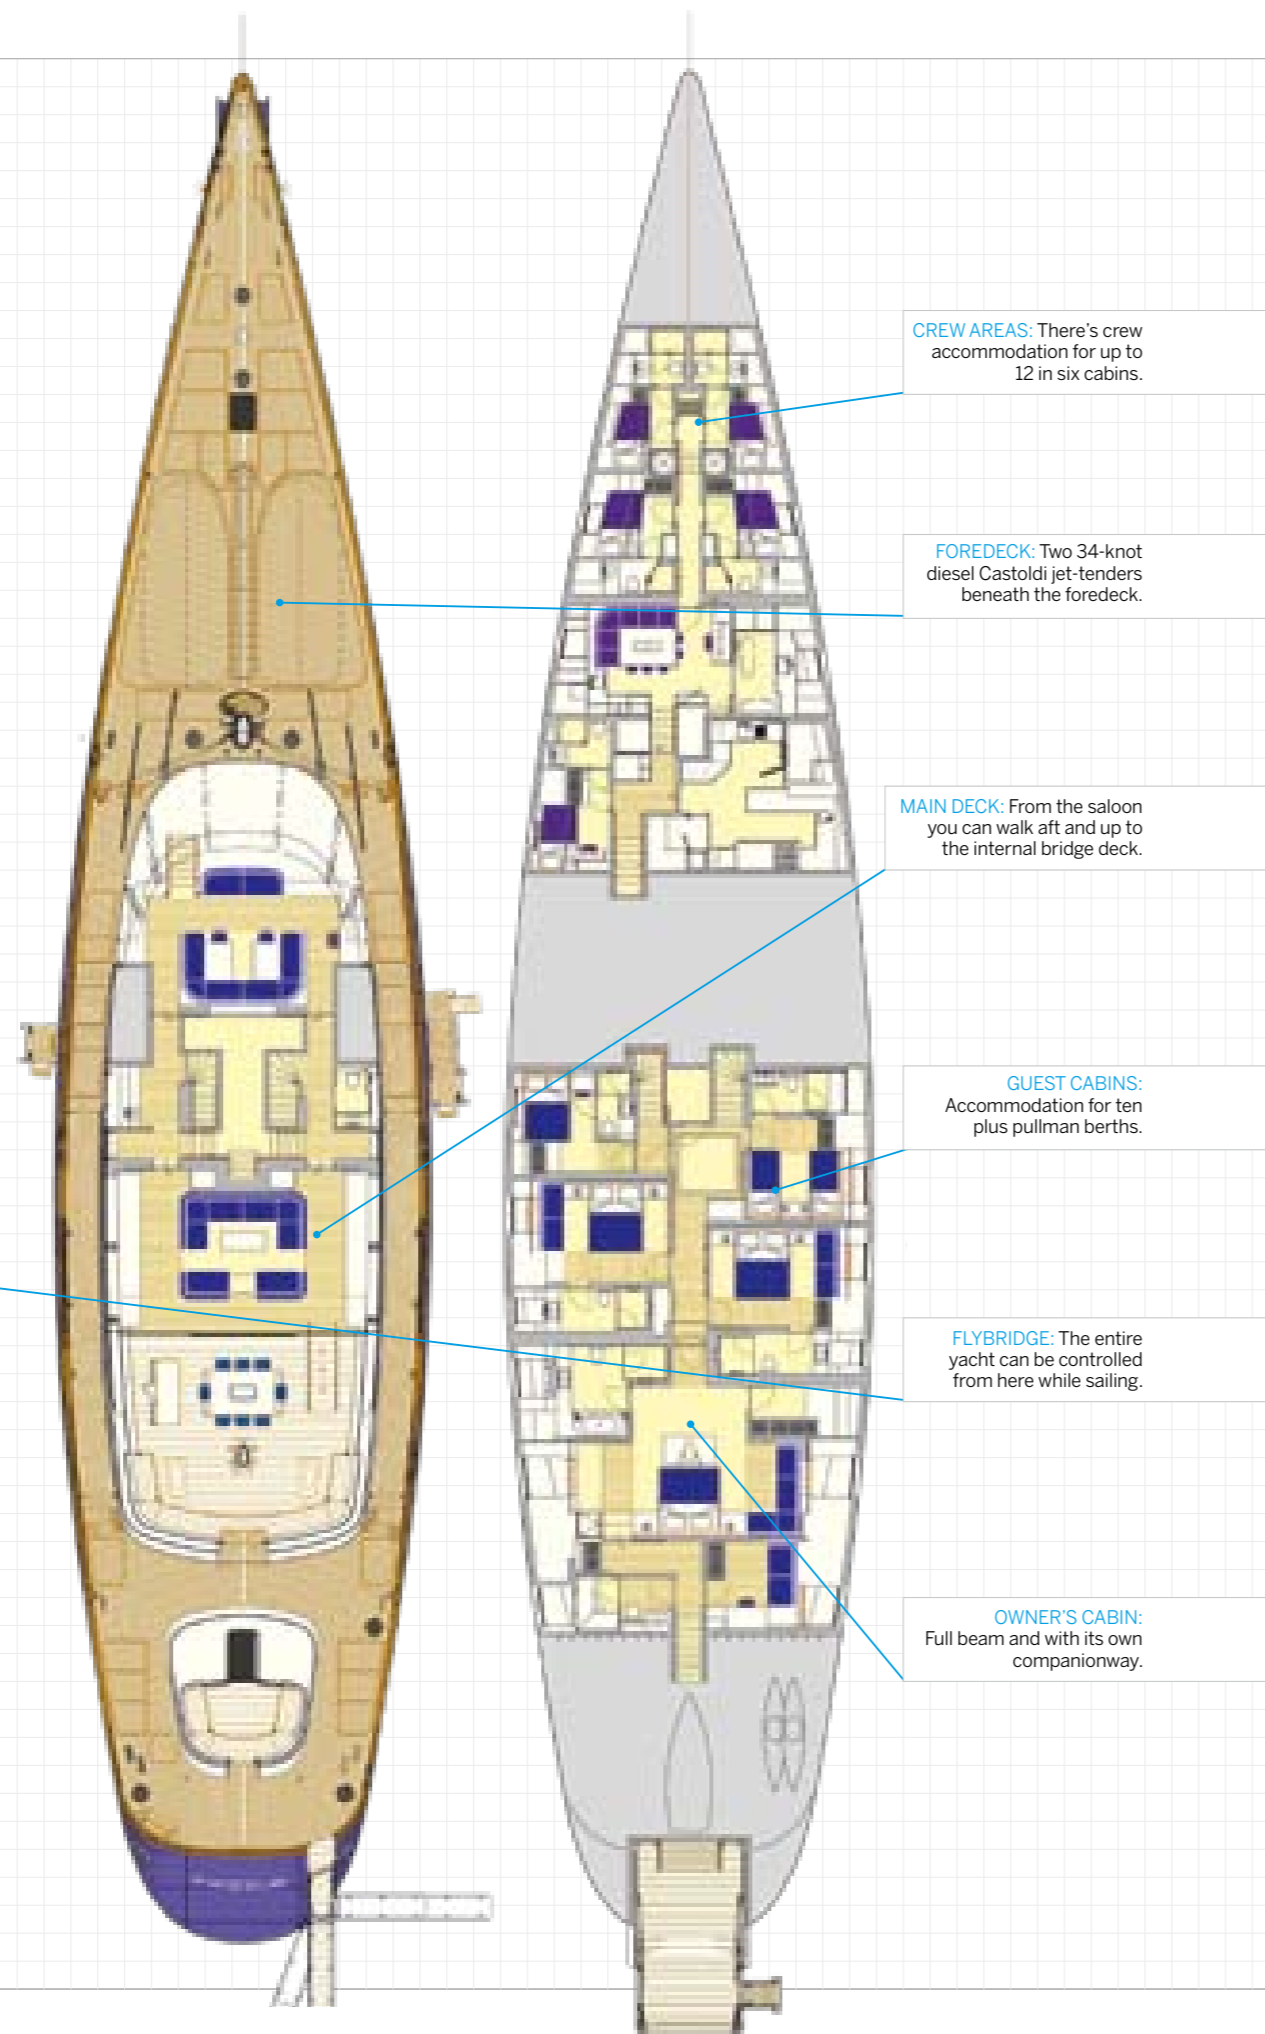 CREW AREAS: There’s crew
accommodation for up to
12 in six cabins.
FOREDECK: Two 34-knot
diesel Castoldi jet-tenders
beneath the foredeck.
MAIN DECK: From the saloon
you can walk aft and up to
the internal bridge deck.
GUEST CABINS:
Accommodation for ten
plus pullman berths.
FLYBRIDGE: The entire
yacht can be controlled
from here while sailing.
OWNER’S CABIN:
Full beam and with its own
companionway.